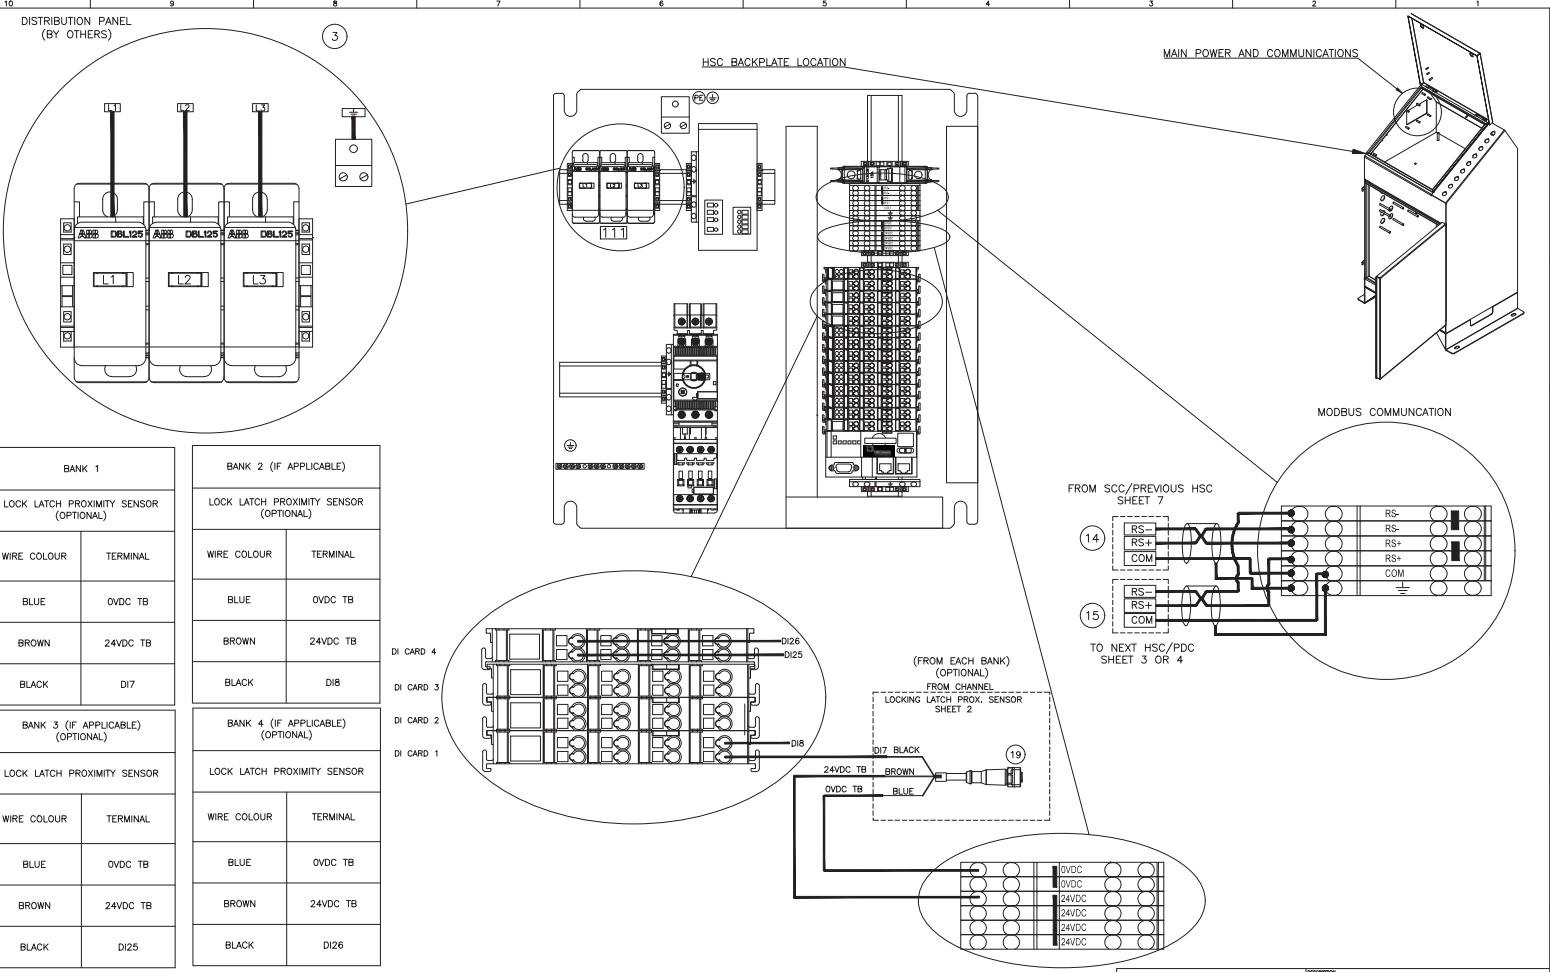 10 9 8 7 6 5 4 3 2 1
DISTRIBUTION PANEL
(BY OTHERS)
3
L1 L2 L3
ABB DBL125 ABB DBL125 ABB DBL125
L1 L2 L3
HSC BACKPLATE LOCATION
PE
L1 L2 L3
111
MAIN POWER AND COMMUNICATIONS
MODBUS COMMUNCATION
FROM SCC/PREVIOUS HSC
SHEET 7
14
RS-
RS+
COM
15
RS-
RS+
COM
TO NEXT HSC/PDC
SHEET 3 OR 4
RS-
RS-
RS+
RS+
COM
BANK 1
LOCK LATCH PROXIMITY SENSOR
(OPTIONAL)
WIRE COLOUR TERMINAL
BLUE 0VDC TB
BROWN 24VDC TB
BLACK DI7
BANK 2 (IF APPLICABLE)
LOCK LATCH PROXIMITY SENSOR
(OPTIONAL)
WIRE COLOUR TERMINAL
BLUE 0VDC TB
BROWN 24VDC TB
BLACK DI8
BANK 3 (IF APPLICABLE)
(OPTIONAL)
LOCK LATCH PROXIMITY SENSOR
WIRE COLOUR TERMINAL
BLUE 0VDC TB
BROWN 24VDC TB
BLACK DI25
BANK 4 (IF APPLICABLE)
(OPTIONAL)
LOCK LATCH PROXIMITY SENSOR
WIRE COLOUR TERMINAL
BLUE 0VDC TB
BROWN 24VDC TB
BLACK DI26
DI CARD 4
DI CARD 3
DI CARD 2
DI CARD 1
DI26
DI25
DI8
(FROM EACH BANK)
(OPTIONAL)
FROM CHANNEL
LOCKING LATCH PROX. SENSOR
SHEET 2
DI7 BLACK
24VDC TB BROWN
0VDC TB BLUE
19
0VDC
0VDC
24VDC
24VDC
24VDC
24VDC